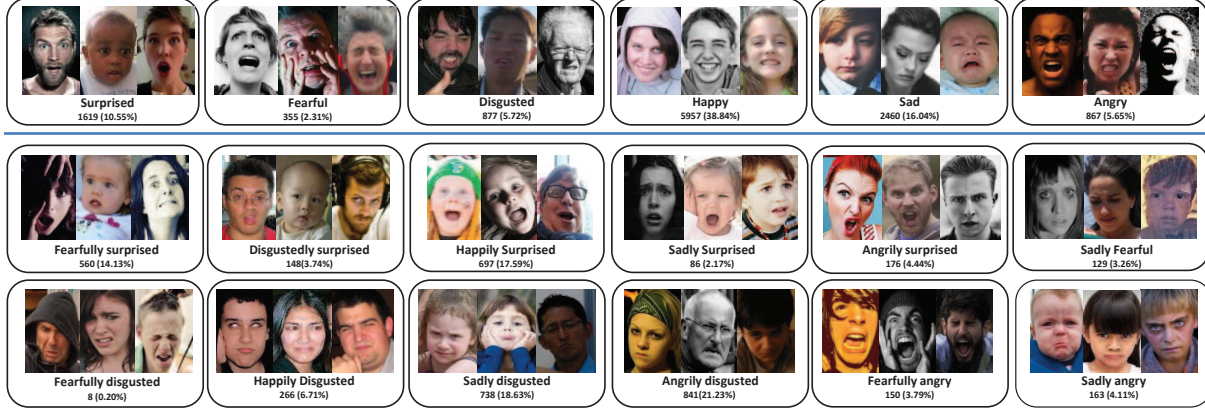 Surprised
1619 (10.55%)
Fearful
355 (2.31%)
Disgusted
877 (5.72%)
Happy
5957 (38.84%)
Sad
2460 (16.04%)
Angry
867 (5.65%)
Fearfully surprised
560 (14.13%)
Disgustedly surprised
148(3.74%)
Happily Surprised
697 (17.59%)
Sadly Surprised
86 (2.17%)
Angrily surprised
176 (4.44%)
Sadly Fearful
129 (3.26%)
Fearfully disgusted
8 (0.20%)
Happily Disgusted
266 (6.71%)
Sadly disgusted
738 (18.63%)
Angrily disgusted
841(21.23%)
Fearfully angry
150 (3.79%)
Sadly angry
163 (4.11%)